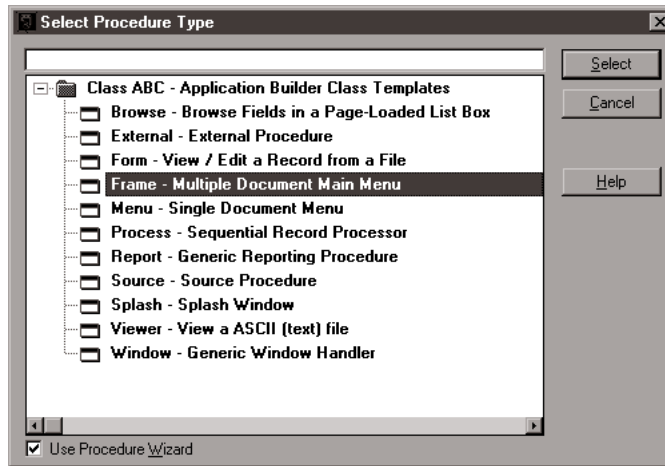 Select Procedure Type
Select
Class ABC - Application Builder Class Templates
Cancel
Browse - Browse Fields in a Page-Loaded List Box
External - External Procedure
Form - View / Edit a Record from a File
Frame - Multiple Document Main Menu
Help
Menu - Single Document Menu
Process - Sequential Record Processor
Report - Generic Reporting Procedure
Source - Source Procedure
Splash - Splash Window
Viewer - View a ASCII (text) file
Window - Generic Window Handler
Use Procedure Wizard